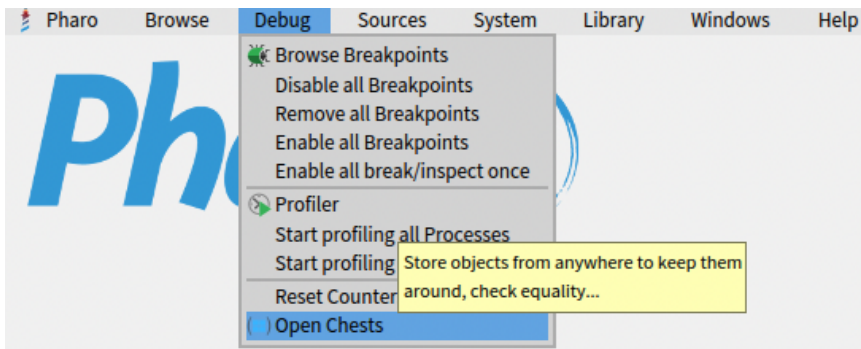 Pharo Browse Debug Sources System Library Windows Help
Browse Breakpoints
Disable all Breakpoints
Remove all Breakpoints
Enable all Breakpoints
Enable all break/inspect once
Profiler
Start profiling all Processes
Start profiling
Store objects from anywhere to keep them
around, check equality...
Reset Counter
Open Chests
Ph